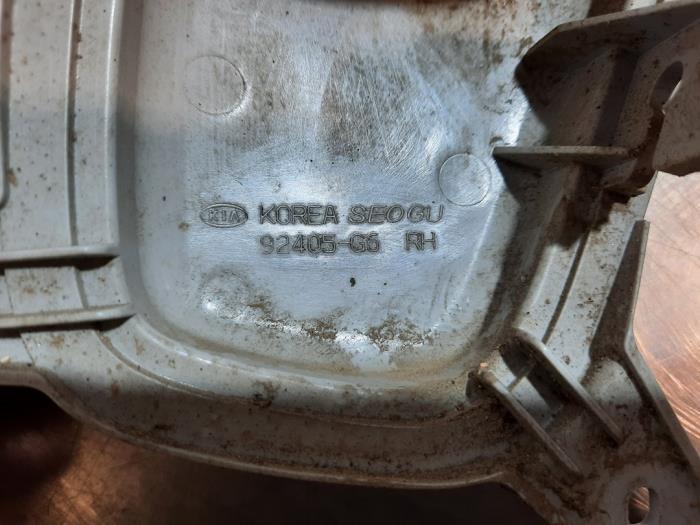 KIA KOREA SEOGU
92405-G6 RH